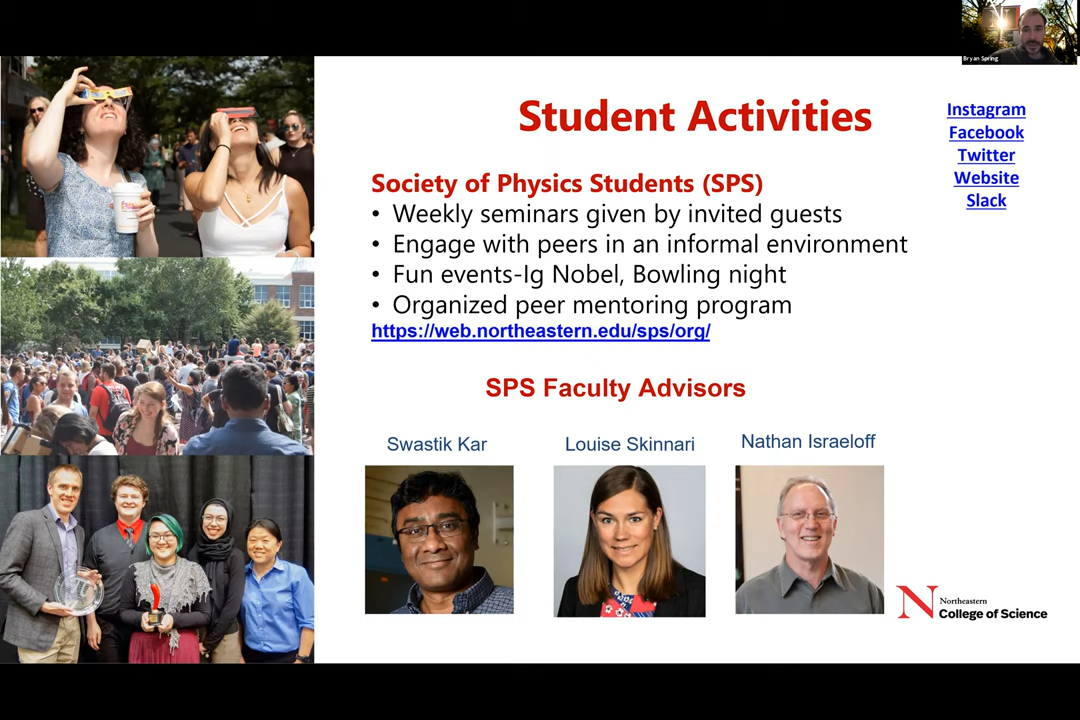 Bryan Spring
Student Activities
Instagram
Facebook
Twitter
Website
Slack
Society of Physics Students (SPS)
• Weekly seminars given by invited guests
• Engage with peers in an informal environment
• Fun events-Ig Nobel, Bowling night
• Organized peer mentoring program
https://web.northeastern.edu/sps/org/
SPS Faculty Advisors
Swastik Kar
Louise Skinnari
Nathan Israeloff
N
Northeastern
College of Science